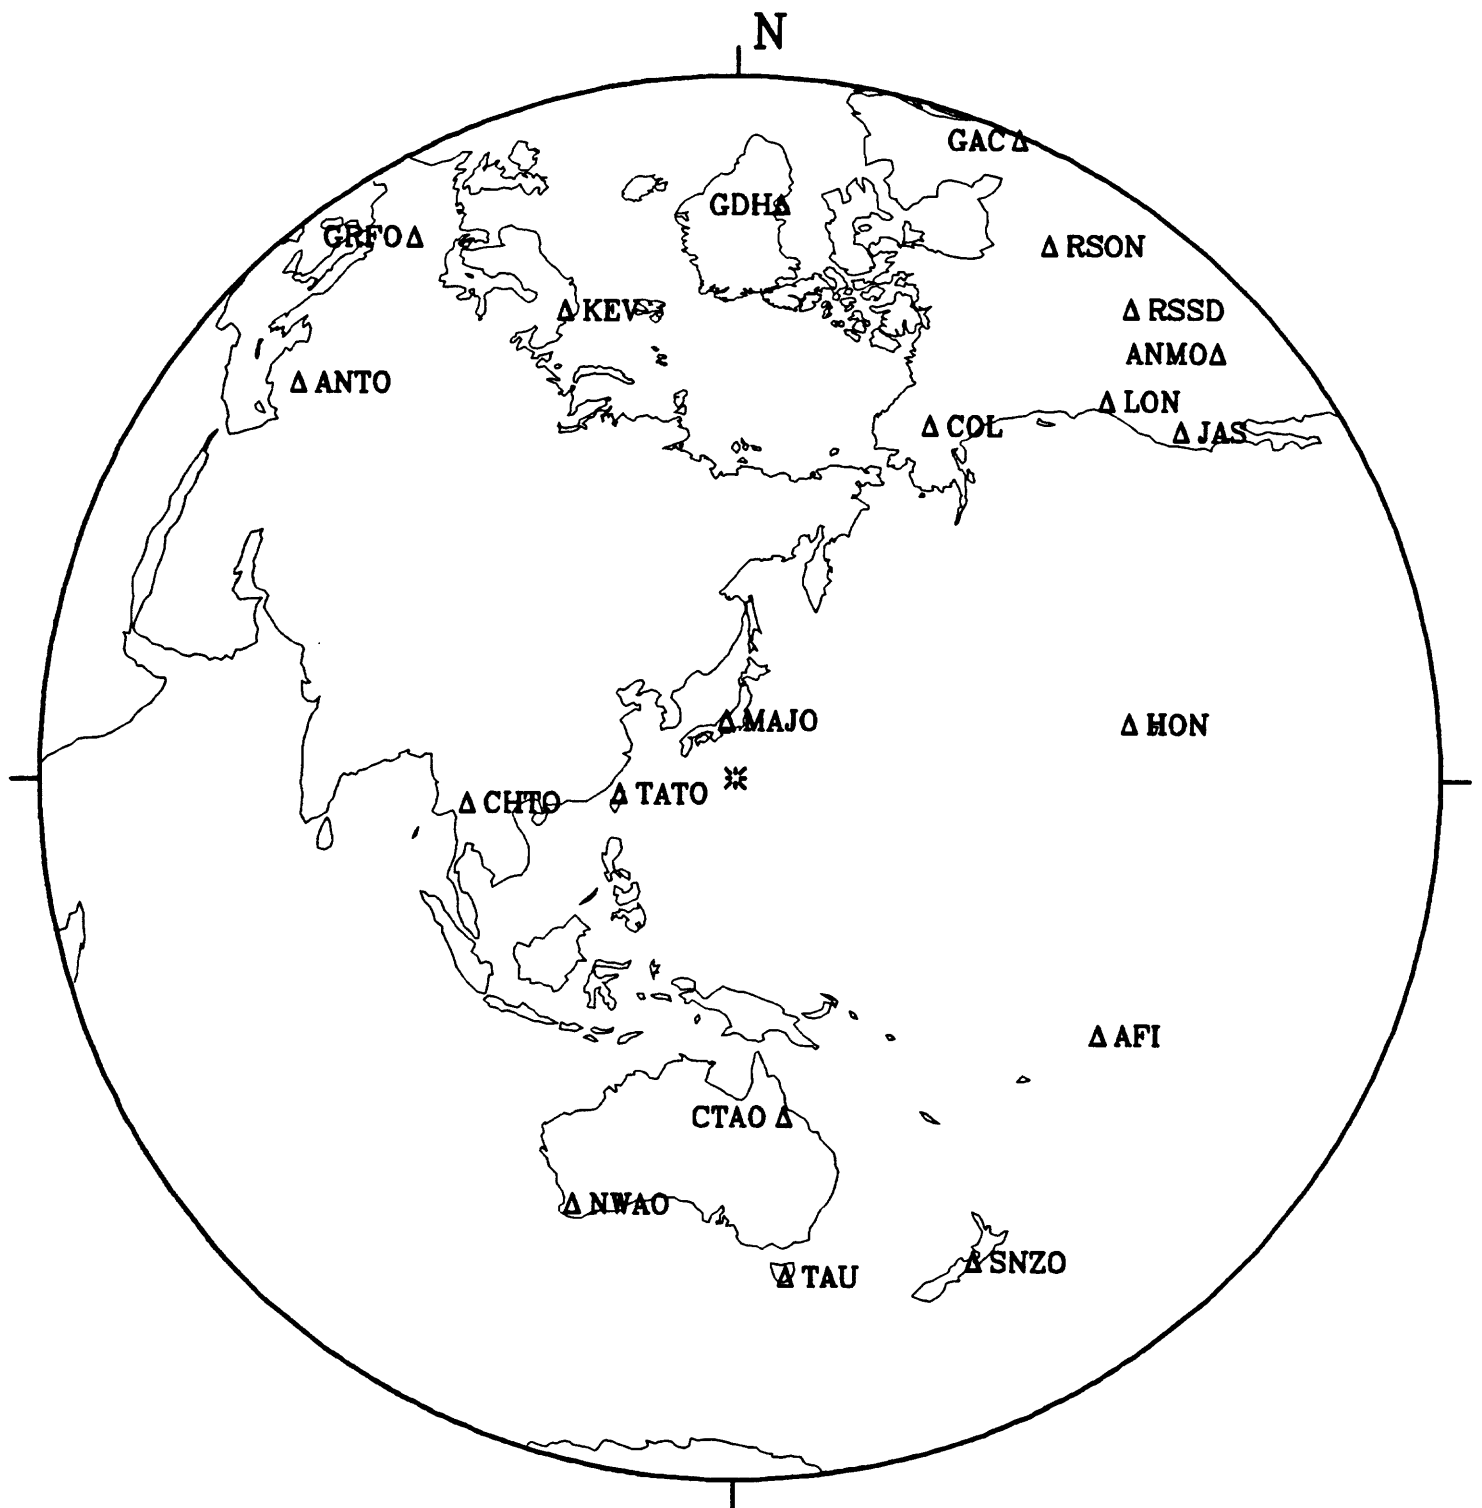 N
GAC
GDH
GRFO
RSON
KEV
RSSD
ANMO
ANTO
LON
COL
JAS
MAJO
HON
TATO
CHTO
AFI
CTAO
NWAO
SNZO
TAU